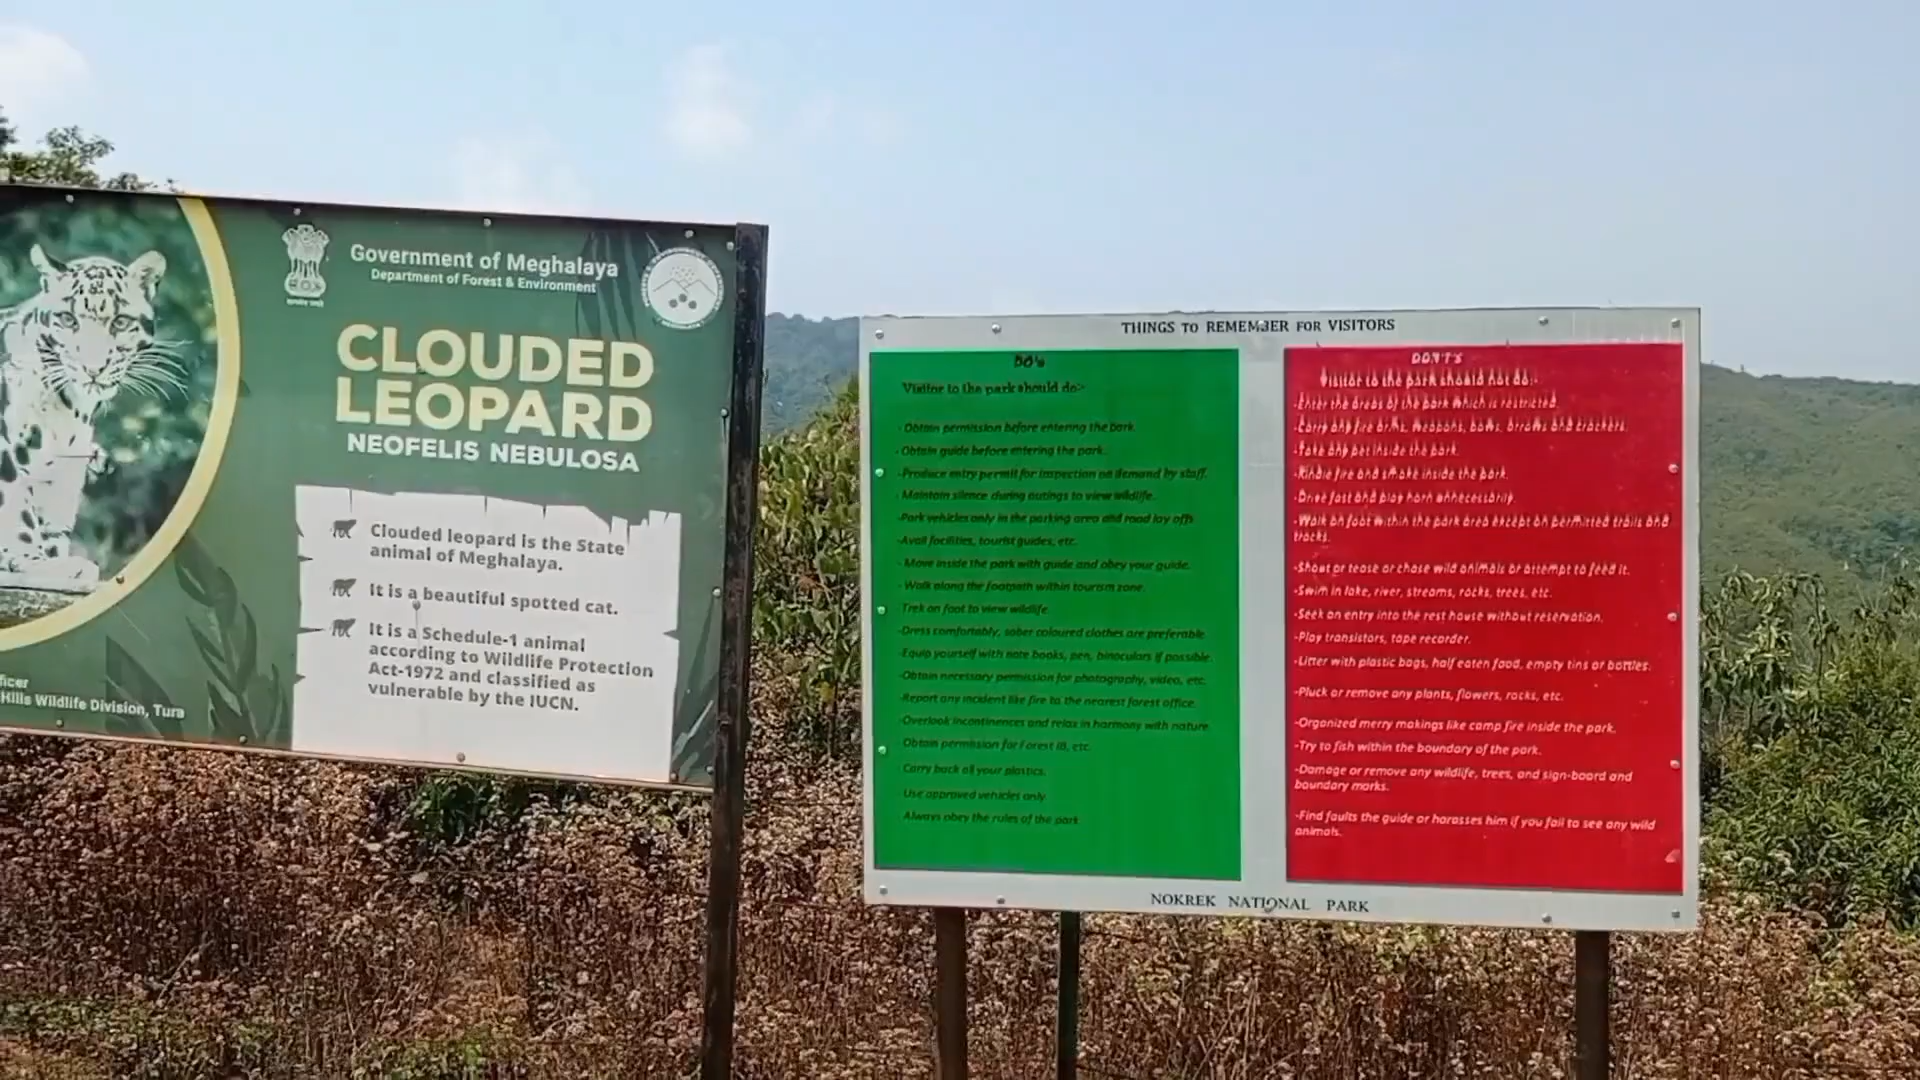 Government of Meghalaya
Department of Forest & Environment
CLOUDED
LEOPARD
NEOFELIS NEBULOSA
Clouded leopard is the State
animal of Meghalaya.
It is a beautiful spotted cat.
It is a Schedule-1 animal
according to Wildlife Protection
Act-1972 and classified as
vulnerable by the IUCN.
Hills Wildlife Division, Tura
THINGS TO REMEMBER FOR VISITORS
DO's
Visitor to the park should do:-
- Obtain permission before entering the park.
- Obtain guide before entering the park.
-Produce entry permit for inspection on demand by staff.
- Maintain silence during outings to view wildlife.
-Park vehicles only in the parking area and road lay offs
-Avail facilities, tourist guides, etc.
- Move inside the park with guide and obey your guide.
- Walk along the footpath within tourism zone.
-Trek on foot to view wildlife.
-Dress comfortably, sober coloured clothes are preferable.
-Equip yourself with note books, pen, binoculars if possible.
-Obtain necessary permission for photography, video, etc.
-Report any incident like fire to the nearest forest office.
-Overlook incontinences and relax in harmony with nature.
Obtain permission for Forest IB, etc.
Carry back all your plastics.
Use approved vehicles only
Always obey the rules of the park
DON'T's
Visitor to the park should not do:-
-Enter the areas of the park which is restricted.
-Carry any fire arms, weapons, bows, arrows and crackers.
-Take any pet inside the park.
-Kindle fire and smoke inside the park.
-Drive fast and play horn unnecessarily.
-Walk on foot within the park area except on permitted trails and
tracks.
-Shout or tease or chase wild animals or attempt to feed it.
-Swim in lake, river, streams, rocks, trees, etc.
-Seek an entry into the rest house without reservation.
-Play transistors, tape recorder.
-Litter with plastic bags, half eaten food, empty tins or bottles.
-Pluck or remove any plants, flowers, rocks, etc.
-Organized merry makings like camp fire inside the park.
-Try to fish within the boundary of the park.
-Damage or remove any wildlife, trees, and sign-board and
boundary marks.
-Find faults the guide or harasses him if you fail to see any wild
animals.
NOKREK NATIONAL PARK